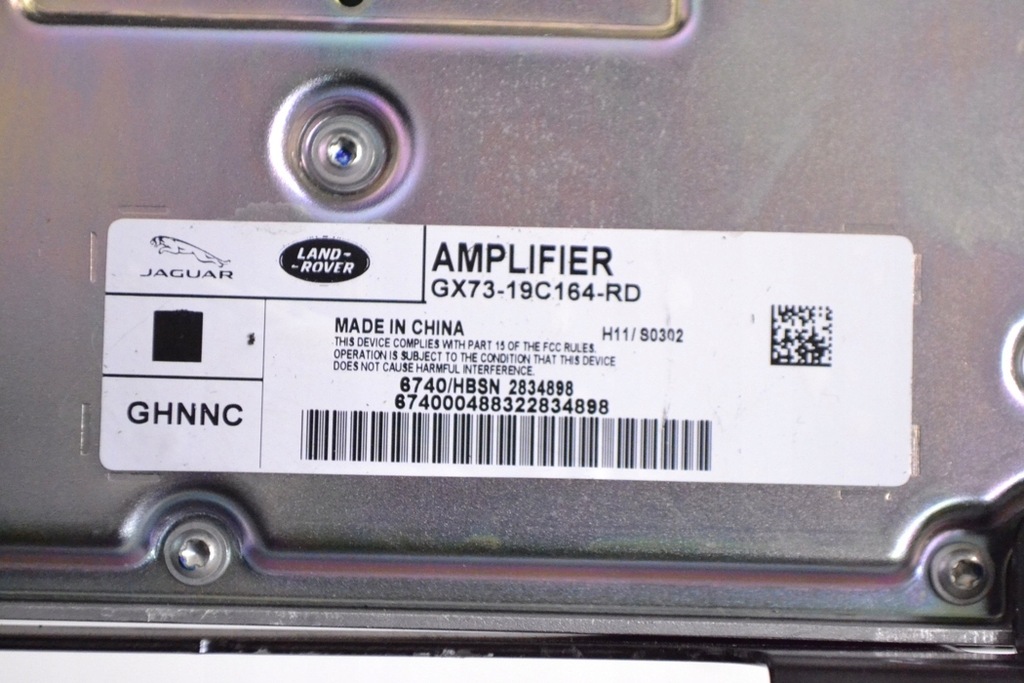 JAGUAR
LAND-
-ROVER
AMPLIFIER
GX73-19C164-RD
MADE IN CHINA
H11/S0302
THIS DEVICE COMPLIES WITH PART 15 OF THE FCC RULES.
OPERATION IS SUBJECT TO THE CONDITION THAT THIS DEVICE
DOES NOT CAUSE HARMFUL INTERFERENCE.
GHNNC
6740/HBSN 2834898
674000488322834898